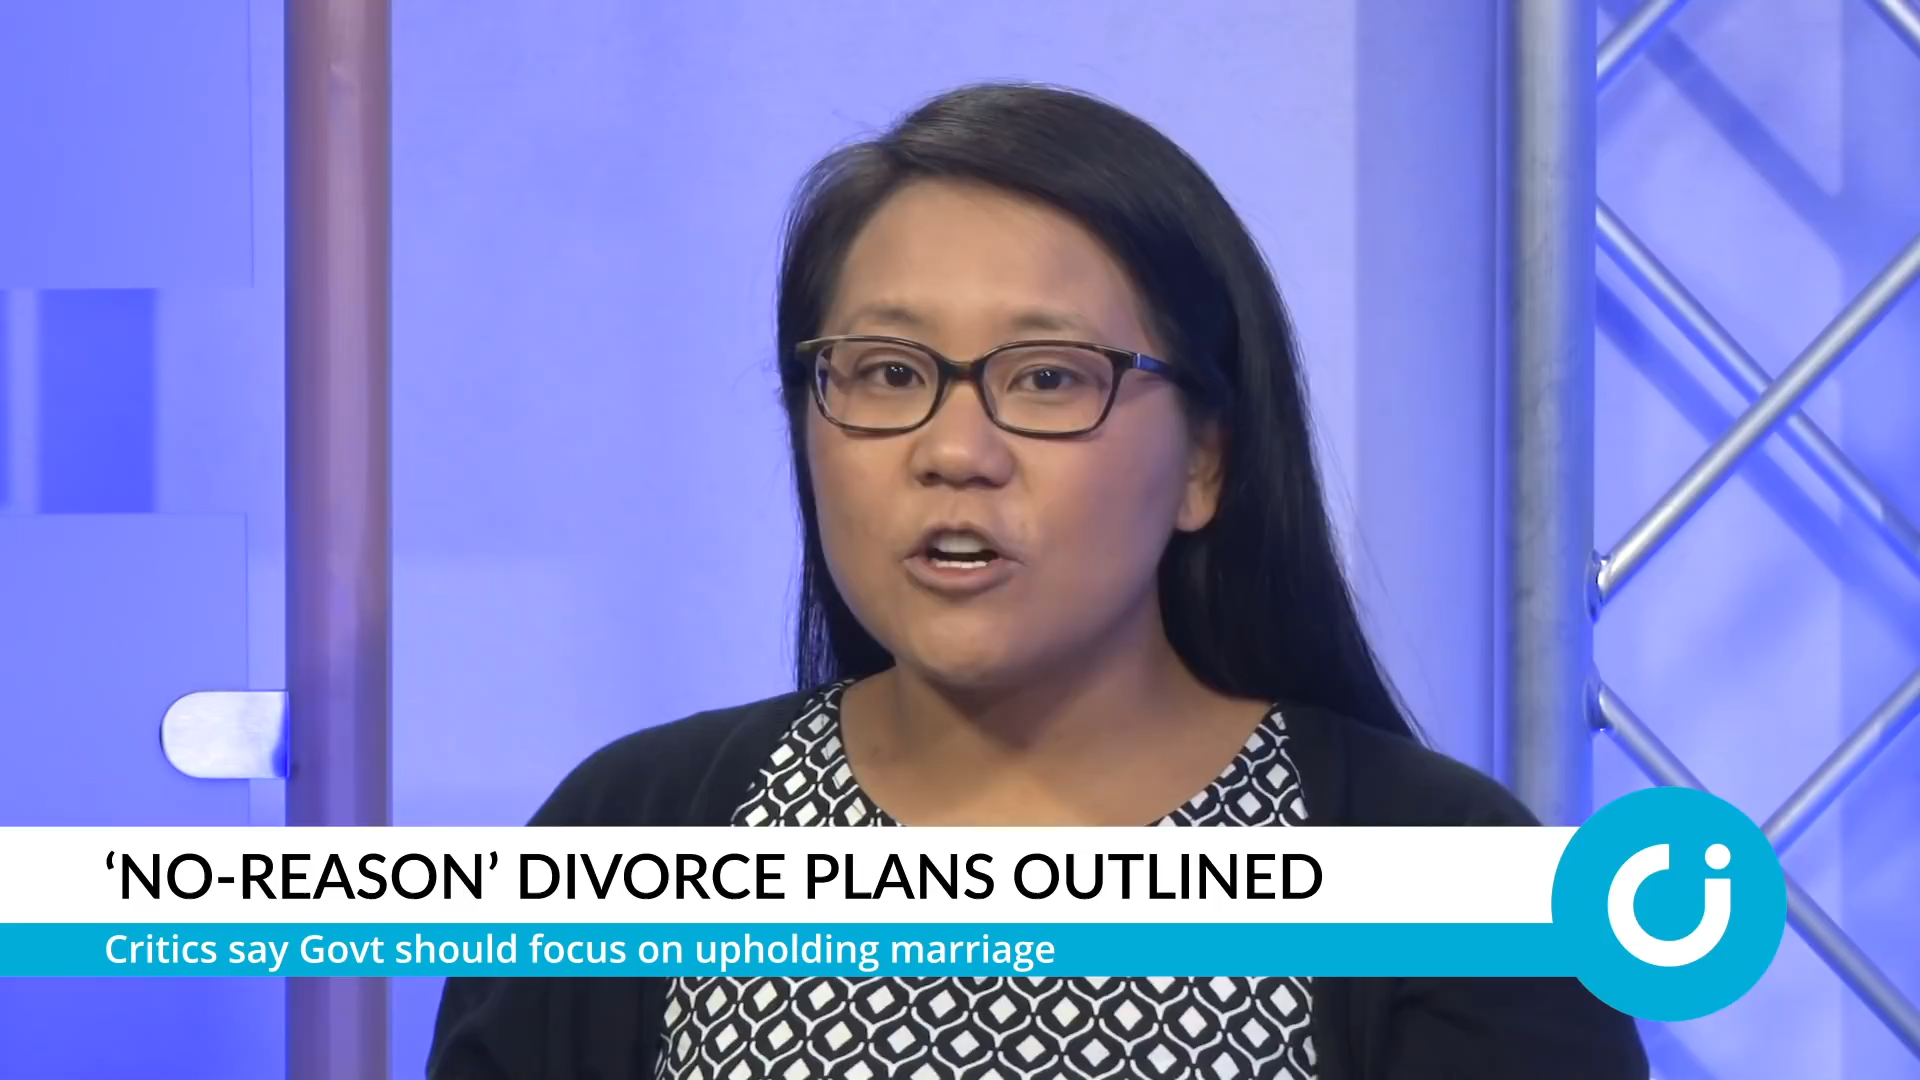 ‘NO-REASON’ DIVORCE PLANS OUTLINED
Critics say Govt should focus on upholding marriage